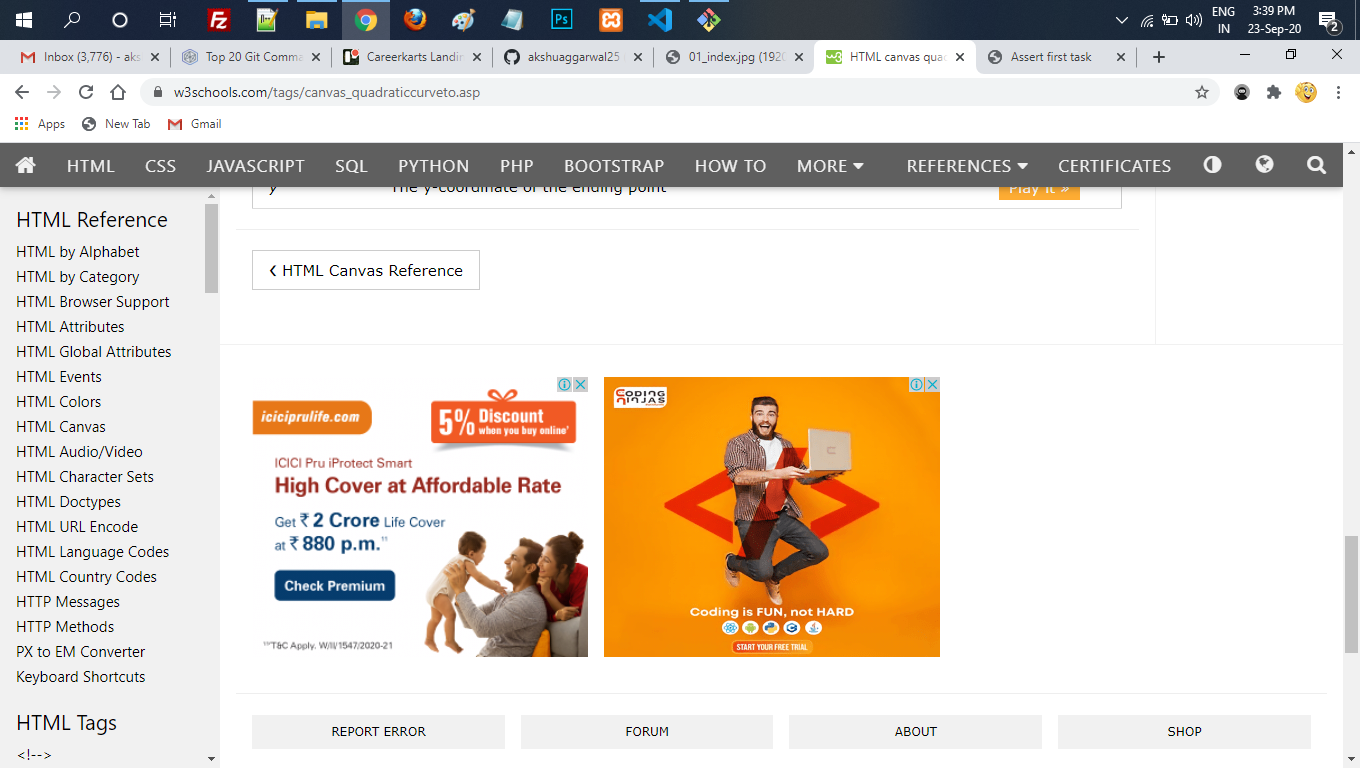 ENG
IN
3:39 PM
23-Sep-20
2
Inbox (3,776) - aks
Top 20 Git Comma
Careerkarts Landin
akshuaggarwal25
01_index.jpg (1920
HTML canvas quad
Assert first task
w3schools.com/tags/canvas_quadraticcurveto.asp
Apps New Tab Gmail
HTML CSS JAVASCRIPT SQL PYTHON PHP BOOTSTRAP HOW TO MORE REFERENCES CERTIFICATES
y The y-coordinate of the ending point Play it »
❮ HTML Canvas Reference
HTML Reference
HTML by Alphabet
HTML by Category
HTML Browser Support
HTML Attributes
HTML Global Attributes
HTML Events
HTML Colors
HTML Canvas
HTML Audio/Video
HTML Character Sets
HTML Doctypes
HTML URL Encode
HTML Language Codes
HTML Country Codes
HTTP Messages
HTTP Methods
PX to EM Converter
Keyboard Shortcuts
HTML Tags
<!-->
iciciprulife.com
5% Discount
when you buy online
ICICI Pru iProtect Smart
High Cover at Affordable Rate
Get ₹ 2 Crore Life Cover
at ₹ 880 p.m.
Check Premium
T&C Apply. W/II/1547/2020-21
CODING
NINJAS
Coding is FUN, not HARD
START YOUR FREE TRIAL
REPORT ERROR FORUM ABOUT SHOP